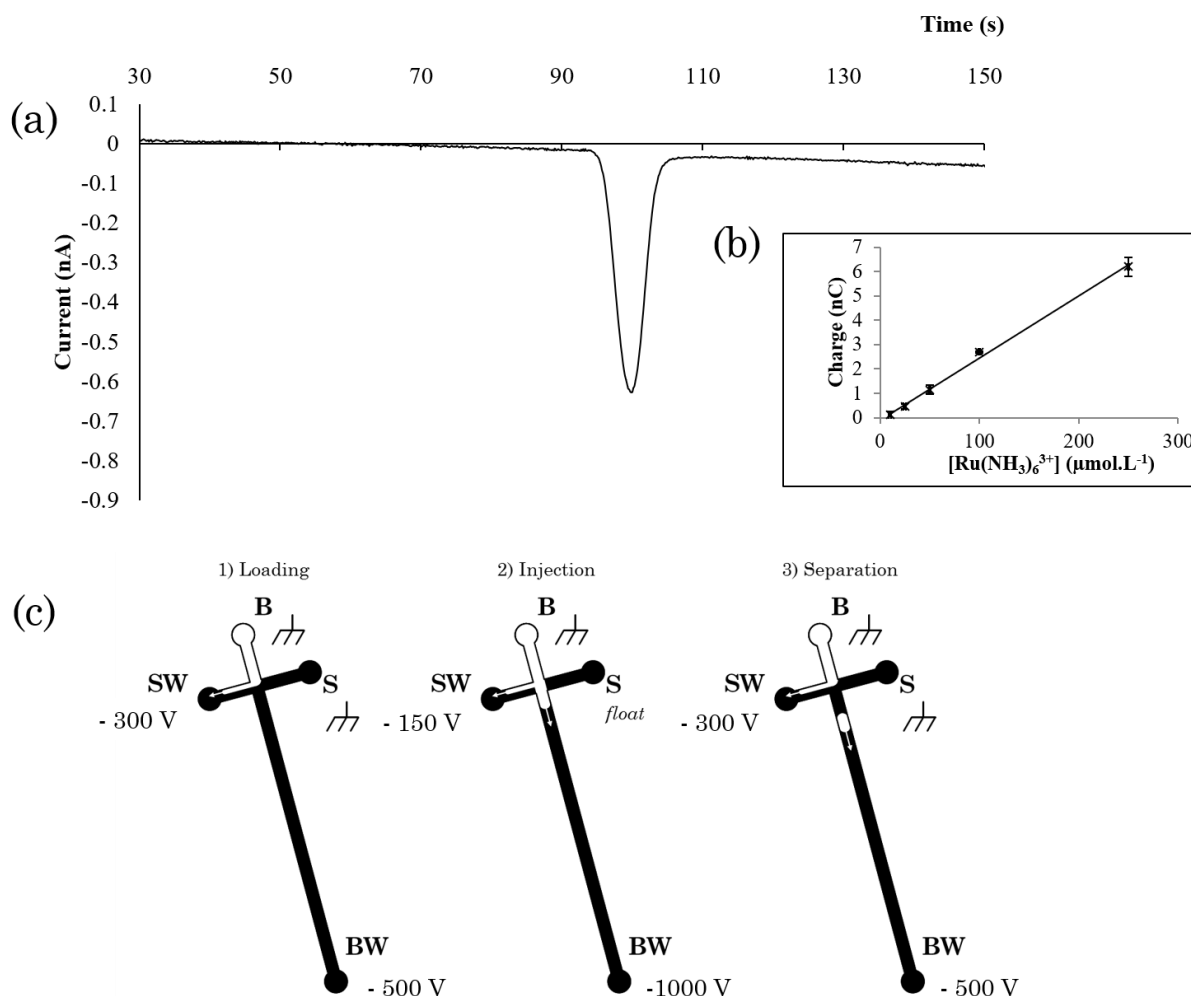 Time (s)
30 50 70 90 110 130 150
(a)
0.1
0
-0.1
-0.2
-0.3
-0.4
-0.5
-0.6
-0.7
-0.8
-0.9
Current (nA)
(b)
7
6
5
4
3
2
1
0
Charge (nC)
0 100 200 300
[Ru(NH₃)₆³⁺] (µmol.L⁻¹)
(c)
1) Loading
B
SW
S
- 300 V
BW
- 500 V
2) Injection
B
SW
S
float
- 150 V
BW
-1000 V
3) Separation
B
SW
S
- 300 V
BW
- 500 V